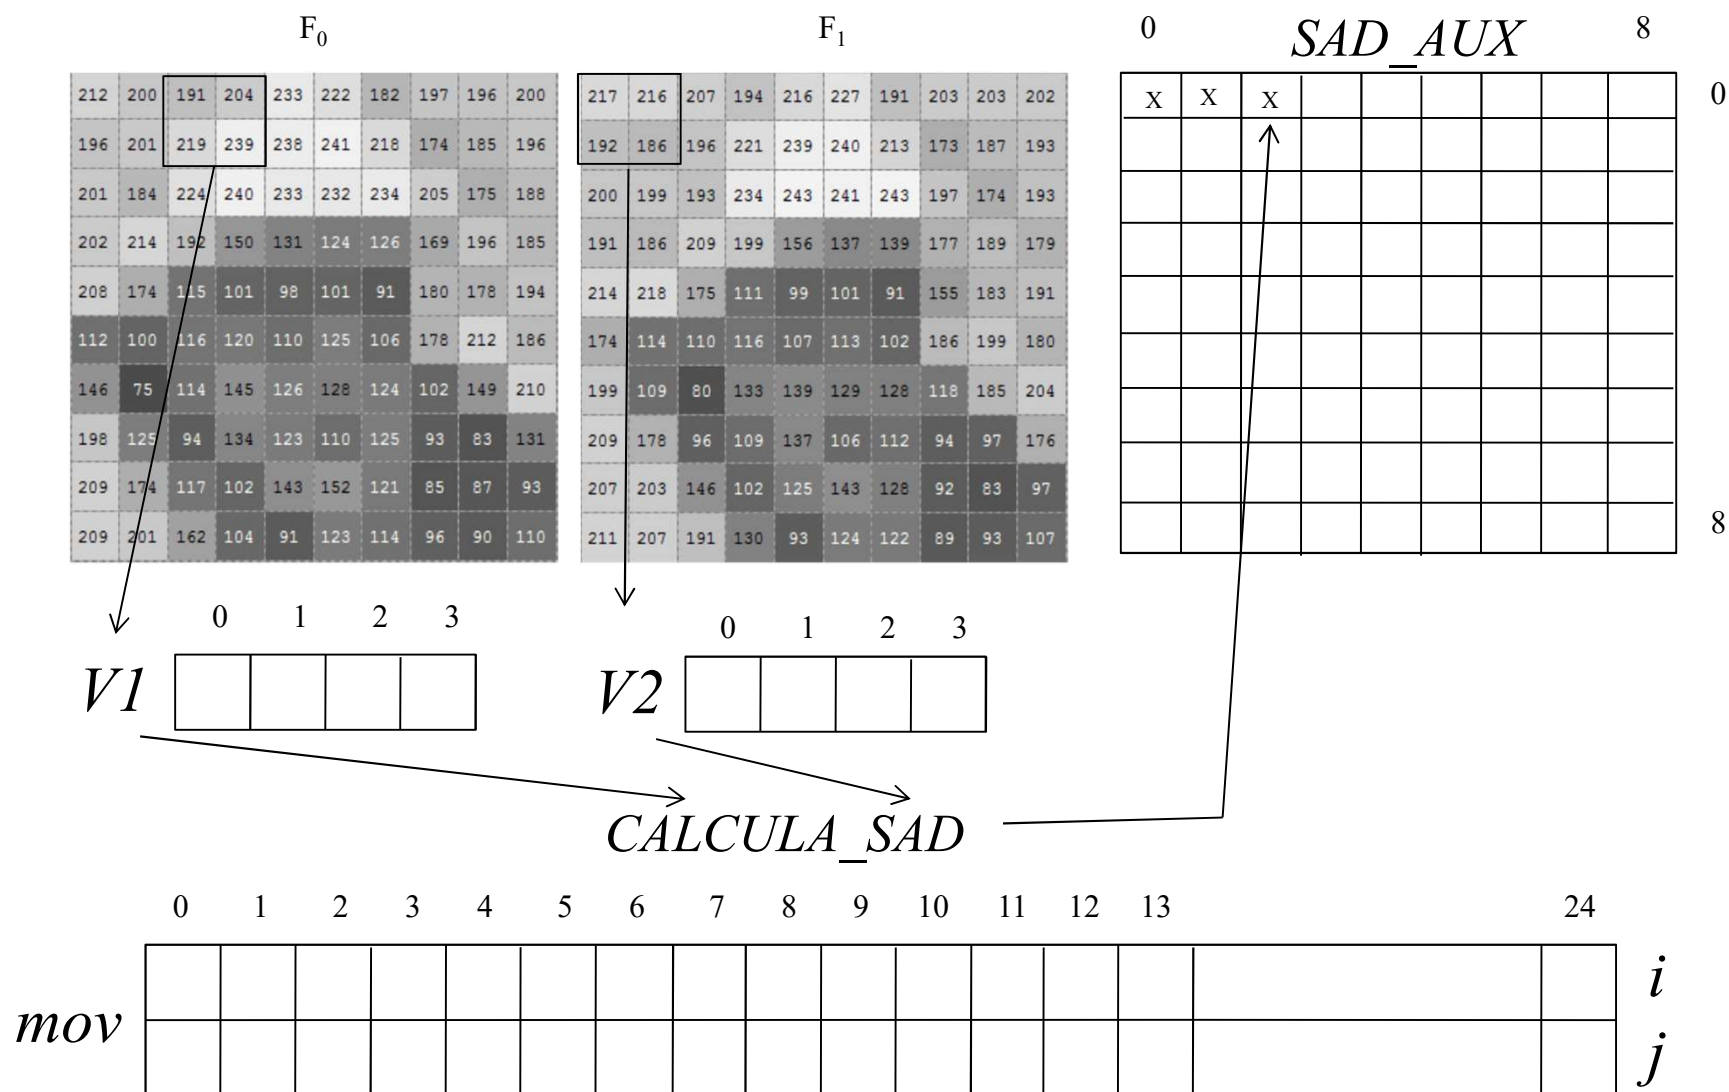 F0 F1 0 SAD_AUX 8
212 200 191 204 233 222 182 197 196 200
196 201 219 239 238 241 218 174 185 196
201 184 224 240 233 232 234 205 175 188
202 214 192 150 131 124 126 169 196 185
208 174 115 101 98 101 91 180 178 194
112 100 116 120 110 125 106 178 212 186
146 75 114 145 126 128 124 102 149 210
198 125 94 134 123 110 125 93 83 131
209 174 117 102 143 152 121 85 87 93
209 201 162 104 91 123 114 96 90 110
217 216 207 194 216 227 191 203 203 202
192 186 196 221 239 240 213 173 187 193
200 199 193 234 243 241 243 197 174 193
191 186 209 199 156 137 139 177 189 179
214 218 175 111 99 101 91 155 183 191
174 114 110 116 107 113 102 186 199 180
199 109 80 133 139 129 128 118 185 204
209 178 96 109 137 106 112 94 97 176
207 203 146 102 125 143 128 92 83 97
211 207 191 130 93 124 122 89 93 107
X X X 0
8
0 1 2 3
V1
0 1 2 3
V2
CALCULA_SAD
0 1 2 3 4 5 6 7 8 9 10 11 12 13 24
i
mov
j